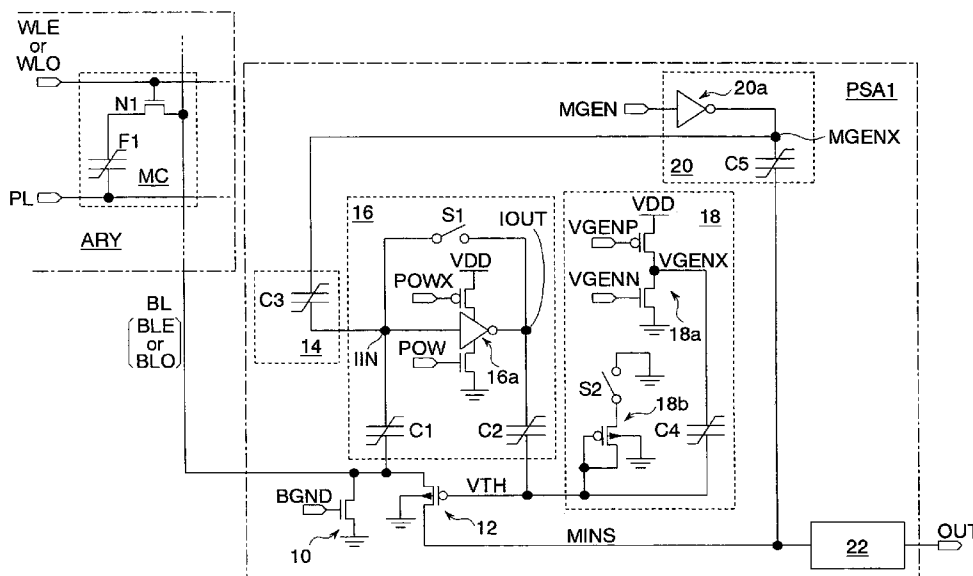 WLE
or
WLO
N1
F1
MC
PL
ARY
BL
BLE
or
BLO
PSA1
MGEN
20a
MGENX
20
C5
16
S1
IOUT
VDD
POWX
POW
16a
IIN
C3
14
C1
C2
18
VDD
VGENP
VGENX
VGENN
18a
S2
18b
C4
BGND
10
VTH
12
MINS
22
OUT